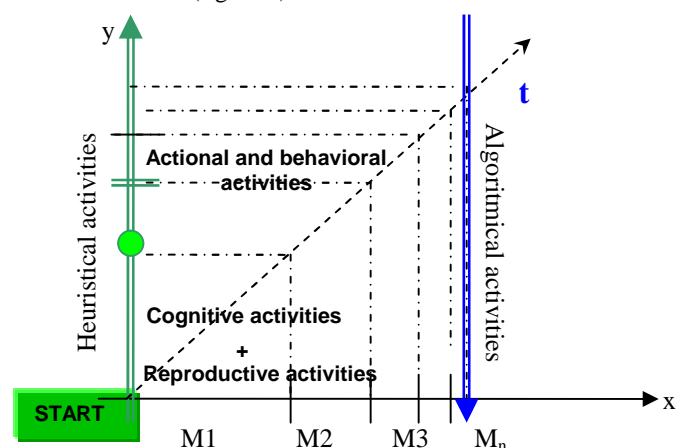 y
t
Heuristical activities
Actional and behavioral
activities
Algoritmical activities
Cognitive activities
+
Reproductive activities
START
x
M1 M2 M3 Mn